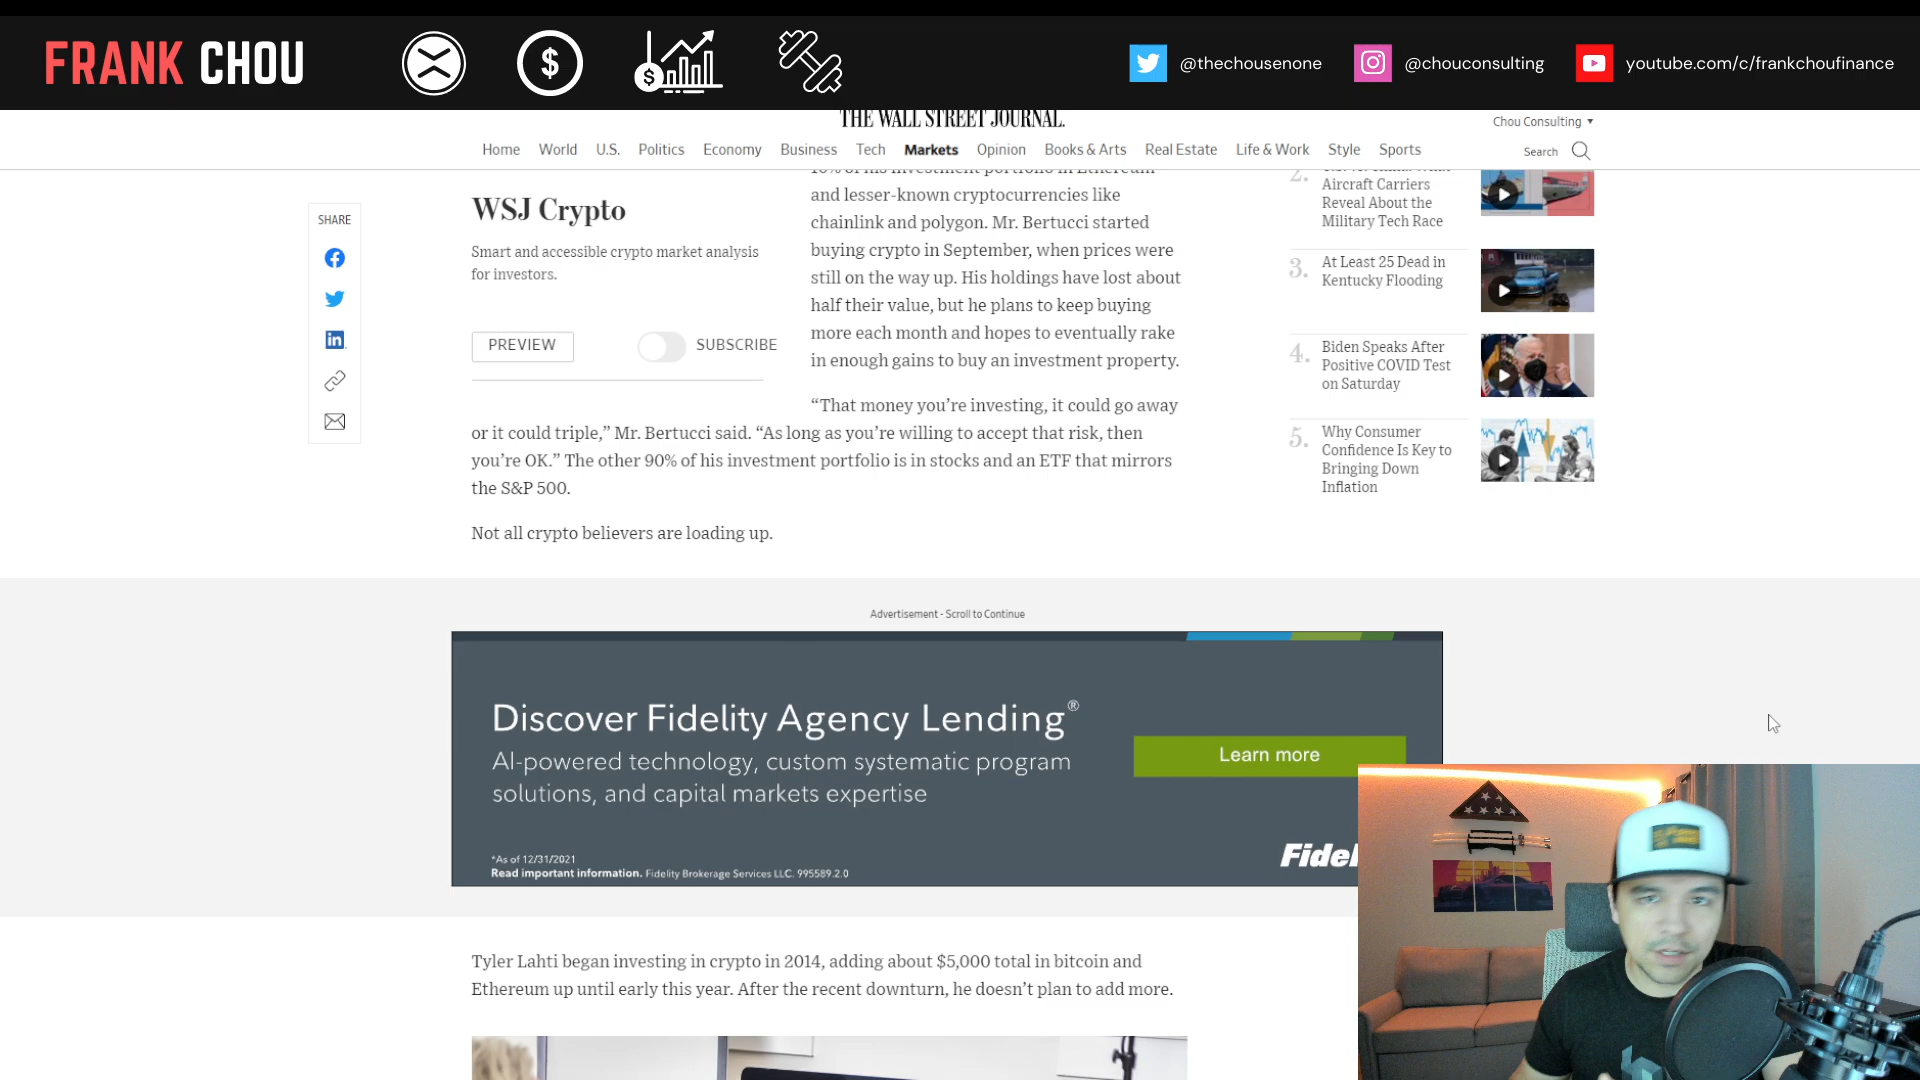 FRANK CHOU
$
$
@thechousenone
@chouconsulting
youtube.com/c/frankchoufinance
THE WALL STREET JOURNAL.
Chou Consulting
Home World U.S. Politics Economy Business Tech Markets Opinion Books & Arts Real Estate Life & Work Style Sports
Search
SHARE
WSJ Crypto
Smart and accessible crypto market analysis
for investors.
PREVIEW
SUBSCRIBE
10% of his investment portfolio in Ethereum
and lesser-known cryptocurrencies like
chainlink and polygon. Mr. Bertucci started
buying crypto in September, when prices were
still on the way up. His holdings have lost about
half their value, but he plans to keep buying
more each month and hopes to eventually rake
in enough gains to buy an investment property.
“That money you’re investing, it could go away
or it could triple,” Mr. Bertucci said. “As long as you’re willing to accept that risk, then
you’re OK.” The other 90% of his investment portfolio is in stocks and an ETF that mirrors
the S&P 500.
Not all crypto believers are loading up.
2.
Aircraft Carriers
Reveal About the
Military Tech Race
3. At Least 25 Dead in
Kentucky Flooding
4. Biden Speaks After
Positive COVID Test
on Saturday
5. Why Consumer
Confidence Is Key to
Bringing Down
Inflation
Advertisement - Scroll to Continue
Discover Fidelity Agency Lending®
AI-powered technology, custom systematic program
solutions, and capital markets expertise
Learn more
*As of 12/31/2021
Read important information. Fidelity Brokerage Services LLC. 995589.2.0
Fidel
Tyler Lahti began investing in crypto in 2014, adding about $5,000 total in bitcoin and
Ethereum up until early this year. After the recent downturn, he doesn’t plan to add more.